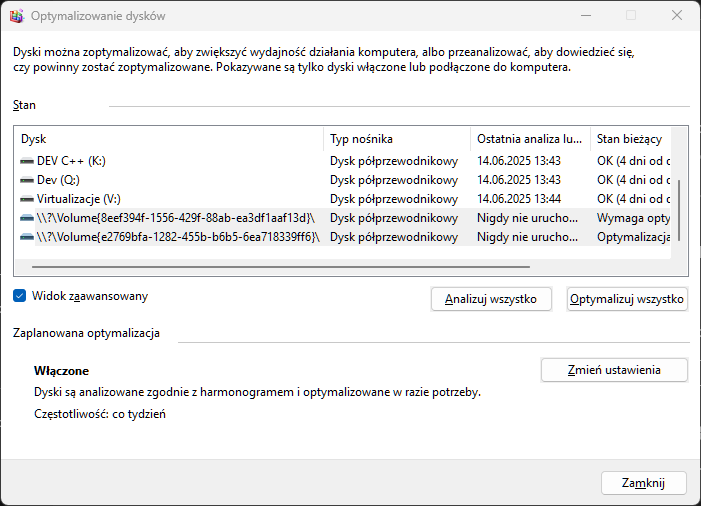 Optymalizowanie dysków
Dyski można zoptymalizować, aby zwiększyć wydajność działania komputera, albo przeanalizować, aby dowiedzieć się,
czy powinny zostać zoptymalizowane. Pokazywane są tylko dyski włączone lub podłączone do komputera.
Stan
Dysk Typ nośnika Ostatnia analiza lu... Stan bieżący
DEV C++ (K:) Dysk półprzewodnikowy 14.06.2025 13:43 OK (4 dni od c
Dev (Q:) Dysk półprzewodnikowy 14.06.2025 13:43 OK (4 dni od c
Virtualizacje (V:) Dysk półprzewodnikowy 14.06.2025 13:44 OK (4 dni od c
\\?\Volume{8eef394f-1556-429f-88ab-ea3df1aaf13d}\ Dysk półprzewodnikowy Nigdy nie urucho... Wymaga opty
\\?\Volume{e2769bfa-1282-455b-b6b5-6ea718339ff6}\ Dysk półprzewodnikowy Nigdy nie urucho... Optymalizacja
Widok zaawansowany Analizuj wszystko Optymalizuj wszystko
Zaplanowana optymalizacja
Włączone Zmień ustawienia
Dyski są analizowane zgodnie z harmonogramem i optymalizowane w razie potrzeby.
Częstotliwość: co tydzień
Zamknij